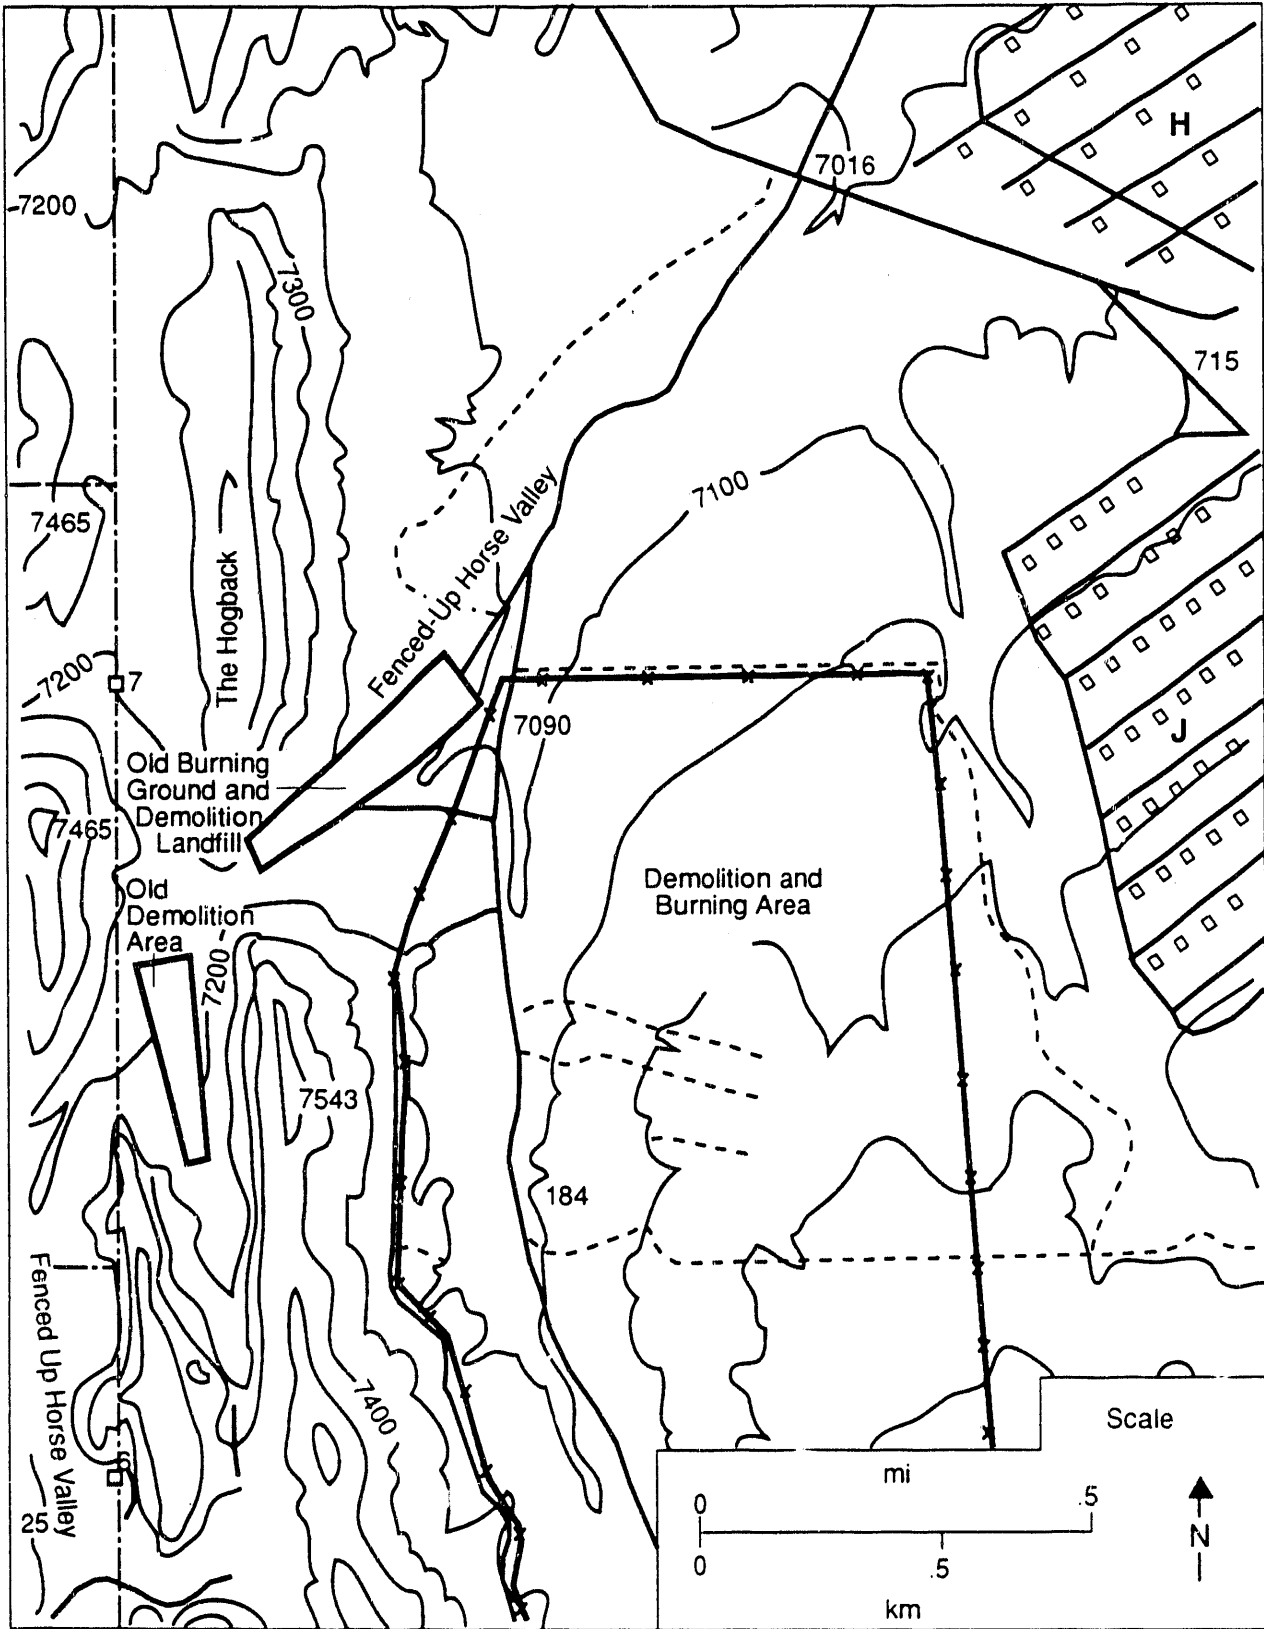 H
7016
7200
7300
715
7100
7465
The Hogback
Fenced-Up Horse Valley
7200
7
7090
J
Old Burning
Ground and
Demolition
Landfill
7465
Demolition and
Burning Area
Old
Demolition
Area
7200
7543
184
Fenced Up Horse Valley
7400
Scale
6
mi
0
.5
25
N
0
.5
km